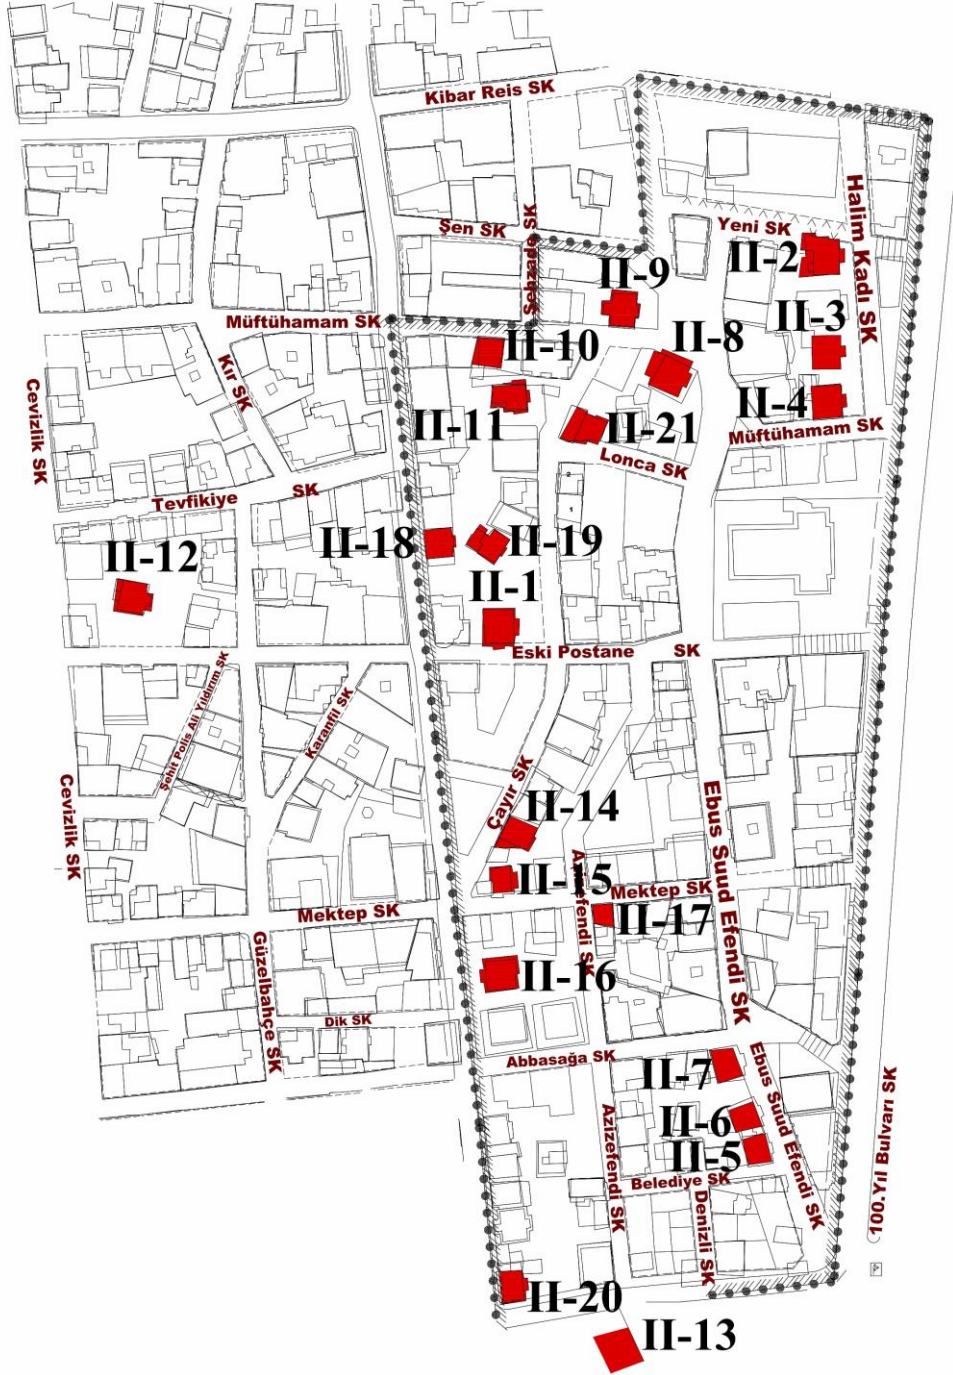 Kibar Reis SK
Halim Kadı SK
Şen SK
Şehzade SK
Yeni SK
II-2
II-9
Müftühamam SK
II-3
II-10
II-8
Kır SK
Cevizlik SK
II-11
II-21
II-4
Müftühamam SK
Lonca SK
2
1
Tevfikiye SK
II-12
II-18
II-19
II-1
Eski Postane SK
Şehit Polis Ali Yıldırım SK
Karanfil SK
Cevizlik SK
Çayır SK
II-14
Ebus Suud Efendi SK
II-15
Azizefendi SK
Mektep SK
Mektep SK
II-17
Güzelbahçe SK
II-16
Dik SK
Abbasağa SK
II-7
Ebus Suud Efendi SK
II-6
II-5
Azizefendi SK
Belediye SK
Denizli SK
100.Yıl Bulvarı SK
II-20
II-13